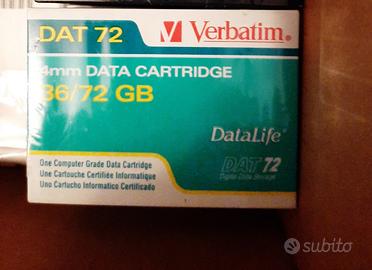 DAT 72
Verbatim.
4mm DATA CARTRIDGE
36/72 GB
DataLife®
One Computer Grade Data Cartridge
Une Cartouche Certifiée Informatique
Uno Cartucho Informatico Certificado
DAT 72
Digital Data Storage
subito